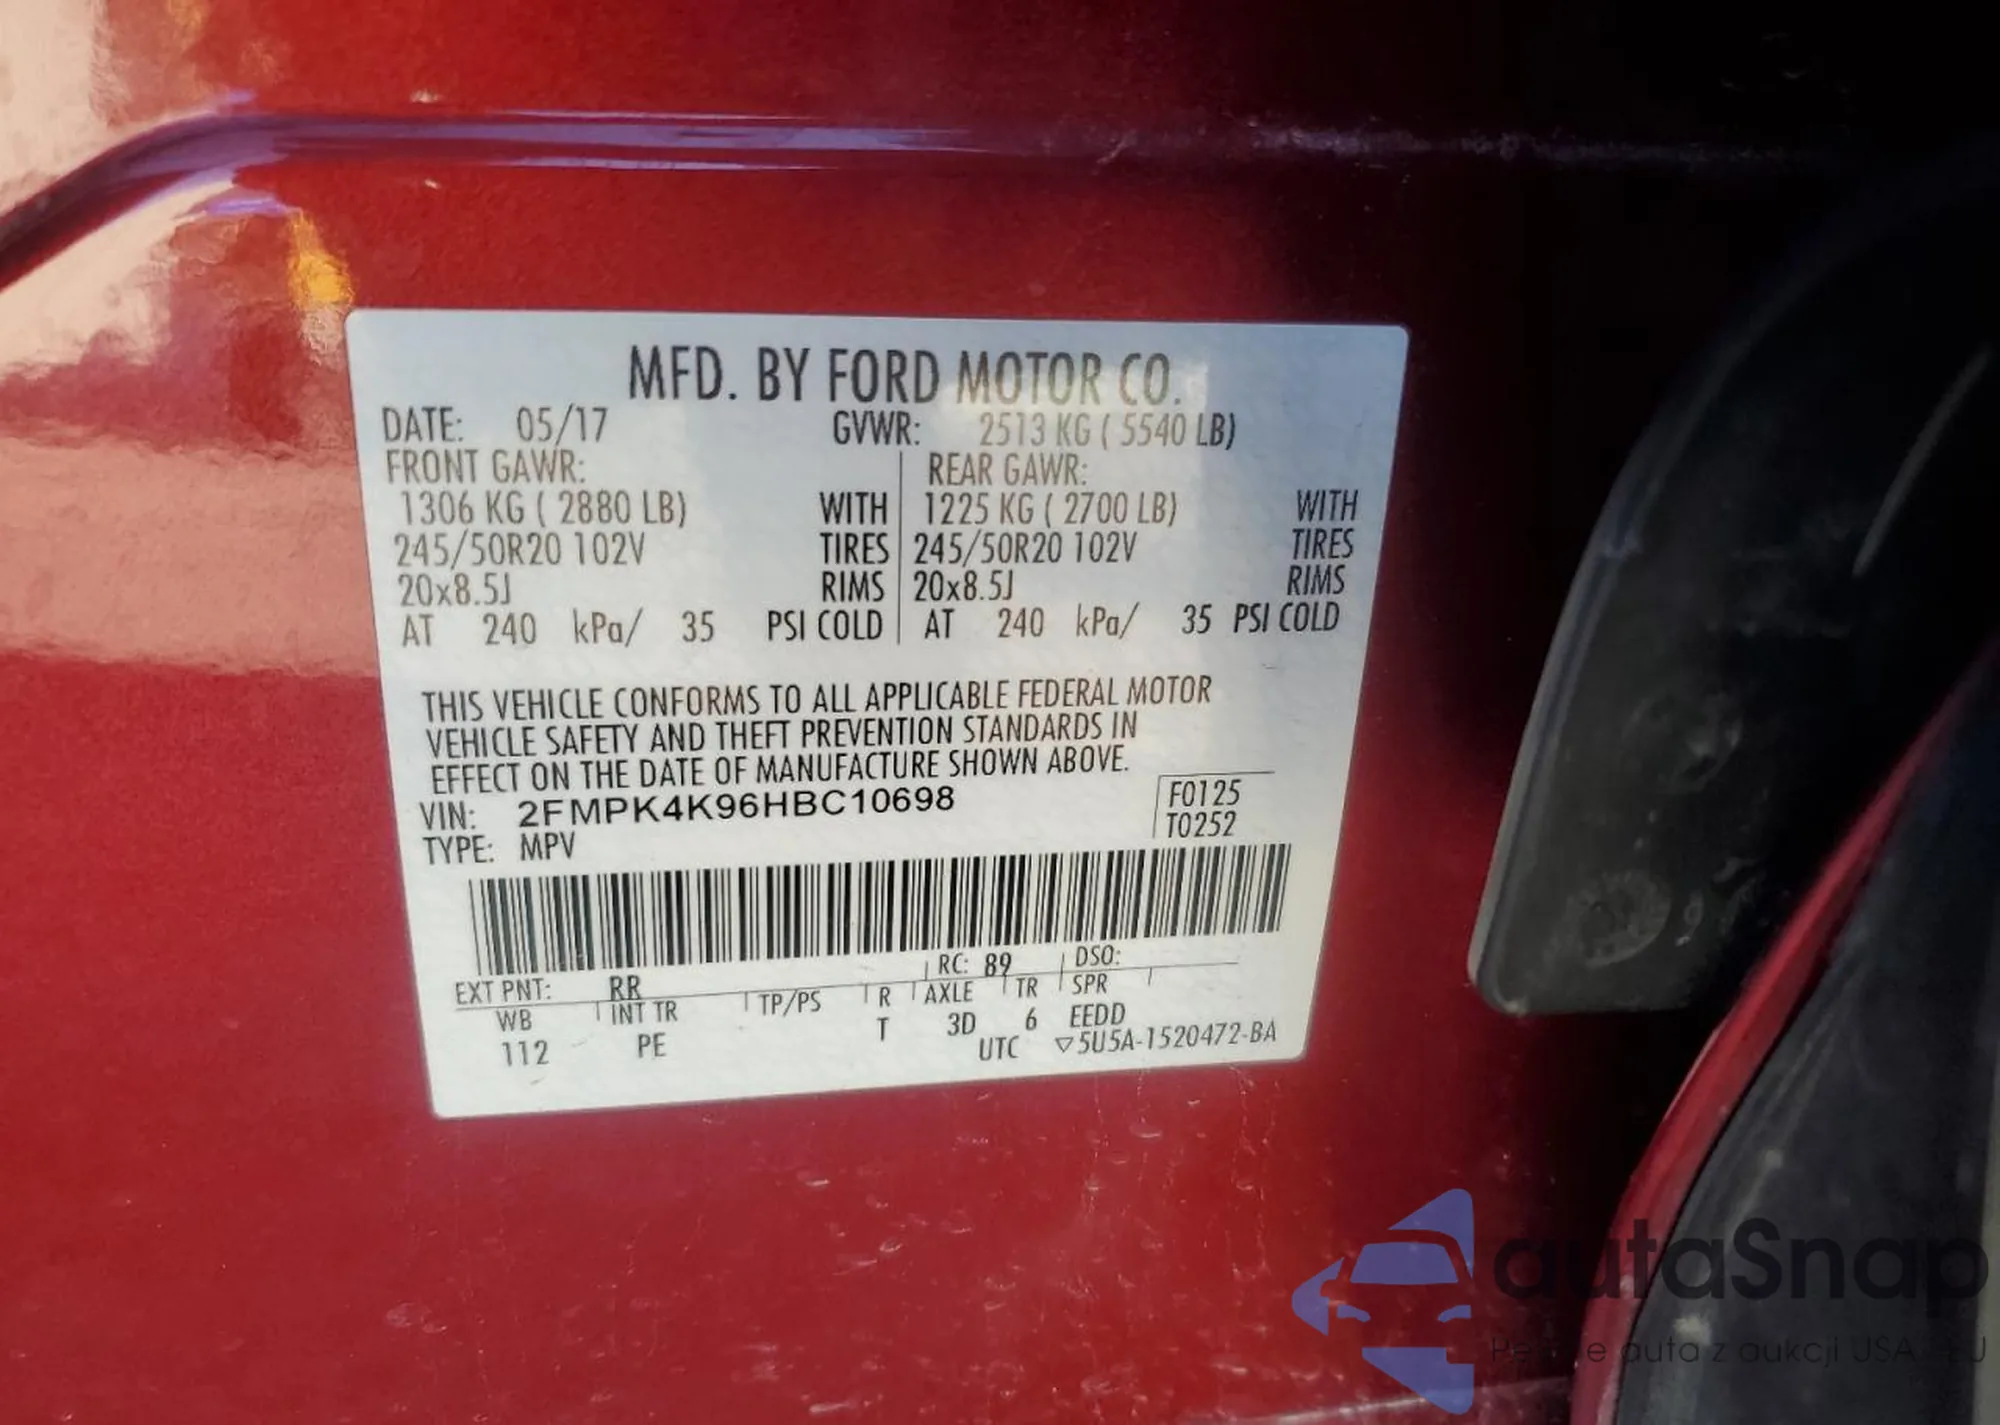 MFD. BY FORD MOTOR CO.
DATE: 05/17 GVWR: 2513 KG ( 5540 LB)
FRONT GAWR: REAR GAWR:
1306 KG ( 2880 LB) WITH 1225 KG ( 2700 LB) WITH
245/50R20 102V TIRES 245/50R20 102V TIRES
20x8.5J RIMS 20x8.5J RIMS
AT 240 kPa/ 35 PSI COLD AT 240 kPa/ 35 PSI COLD
THIS VEHICLE CONFORMS TO ALL APPLICABLE FEDERAL MOTOR
VEHICLE SAFETY AND THEFT PREVENTION STANDARDS IN
EFFECT ON THE DATE OF MANUFACTURE SHOWN ABOVE.
VIN: 2FMPK4K96HBC10698 F0125
TYPE: MPV T0252
EXT PNT: RR RC: 89 DSO:
WB INT TR TP/PS R AXLE TR SPR
112 PE T 3D 6 EEDD
UTC ▽5U5A-1520472-BA
autaSnap
auta z aukcji USA